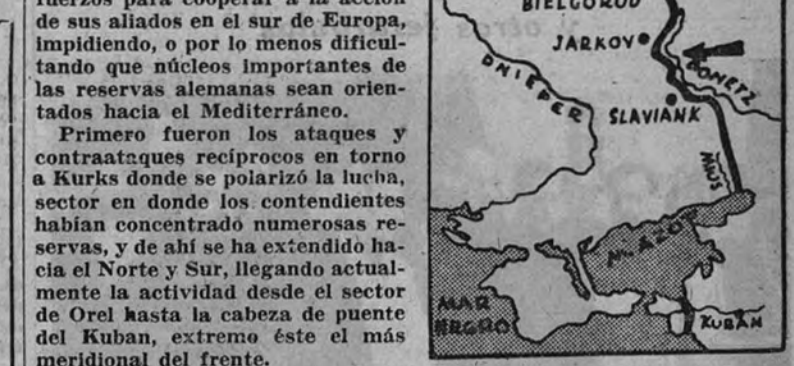 fuerzos para cooperar a la acción
de sus aliados en el sur de Europa,
impidiendo, o por lo menos dificul-
tando que núcleos importantes de
las reservas alemanas sean orien-
tados hacia el Mediterráneo.
Primero fueron los ataques y
contraataques recíprocos en torno
a Kurks donde se polarizó la lucha,
sector en donde los contendientes
habían concentrado numerosas re-
servas, y de ahí se ha extendido ha-
cia el Norte y Sur, llegando actual-
mente la actividad desde el sector
de Orel hasta la cabeza de puente
del Kuban, extremo éste el más
meridional del frente.
BIELGOROD
JARKOV
DONETZ
DNIEPER
SLAVIANK
MIUS
M. AZOF
MAR
NEGRO
KUBÁN